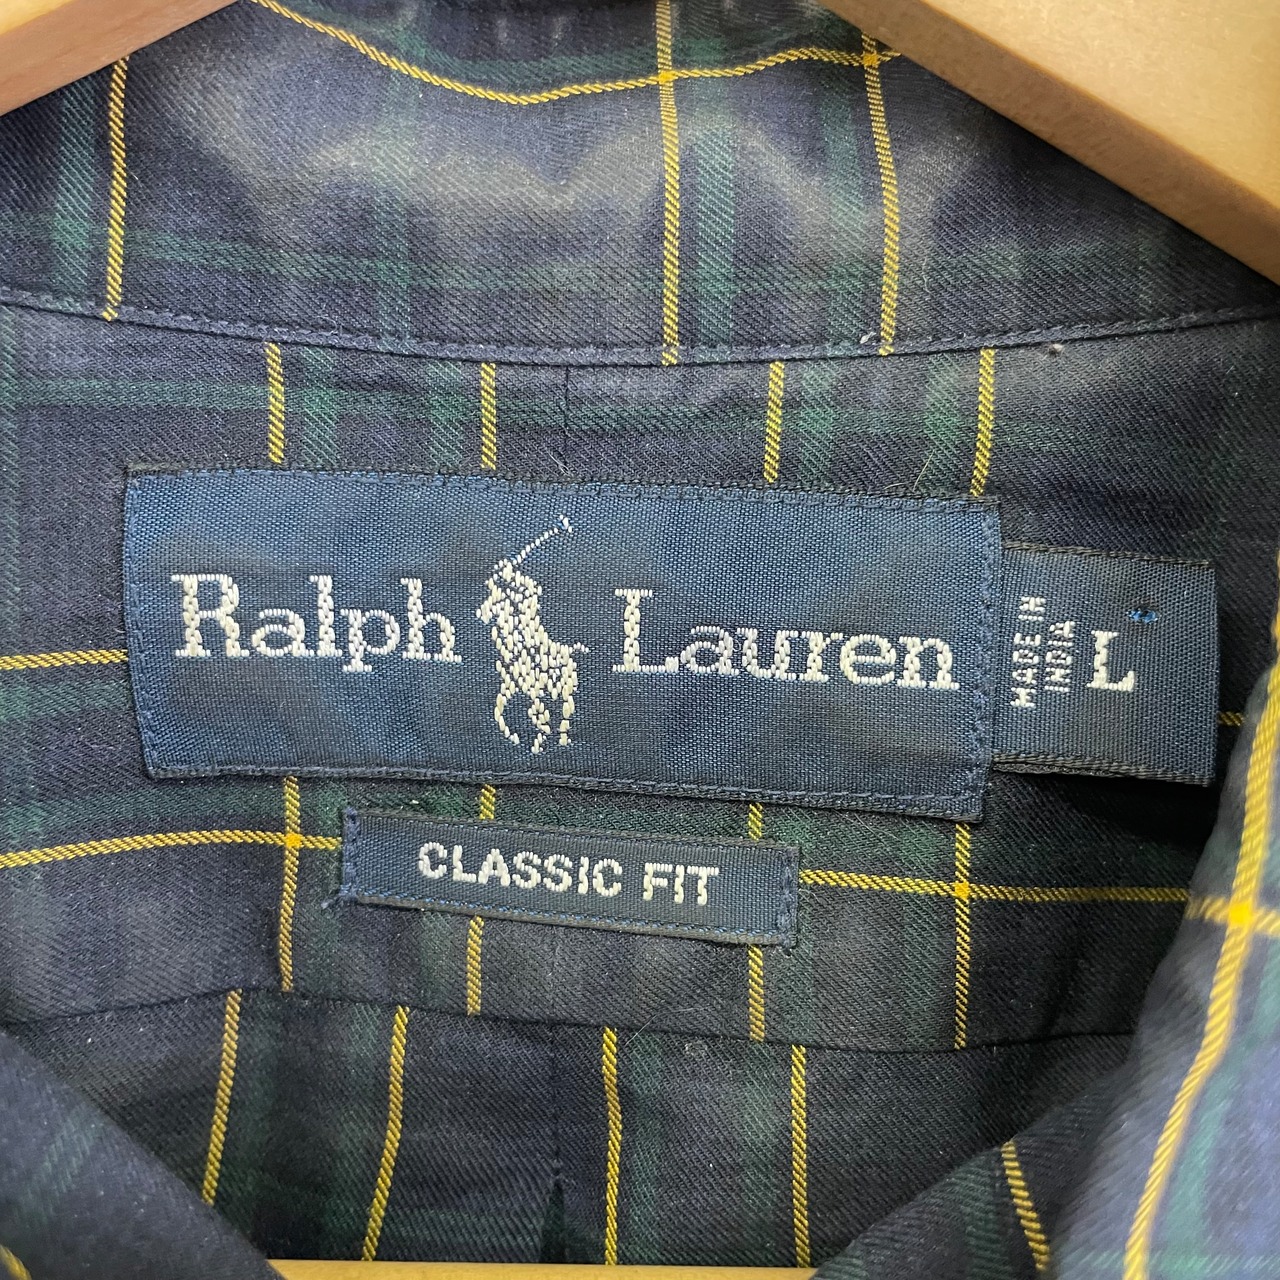 Ralph Lauren
MADE IN
INDIA
L
CLASSIC FIT